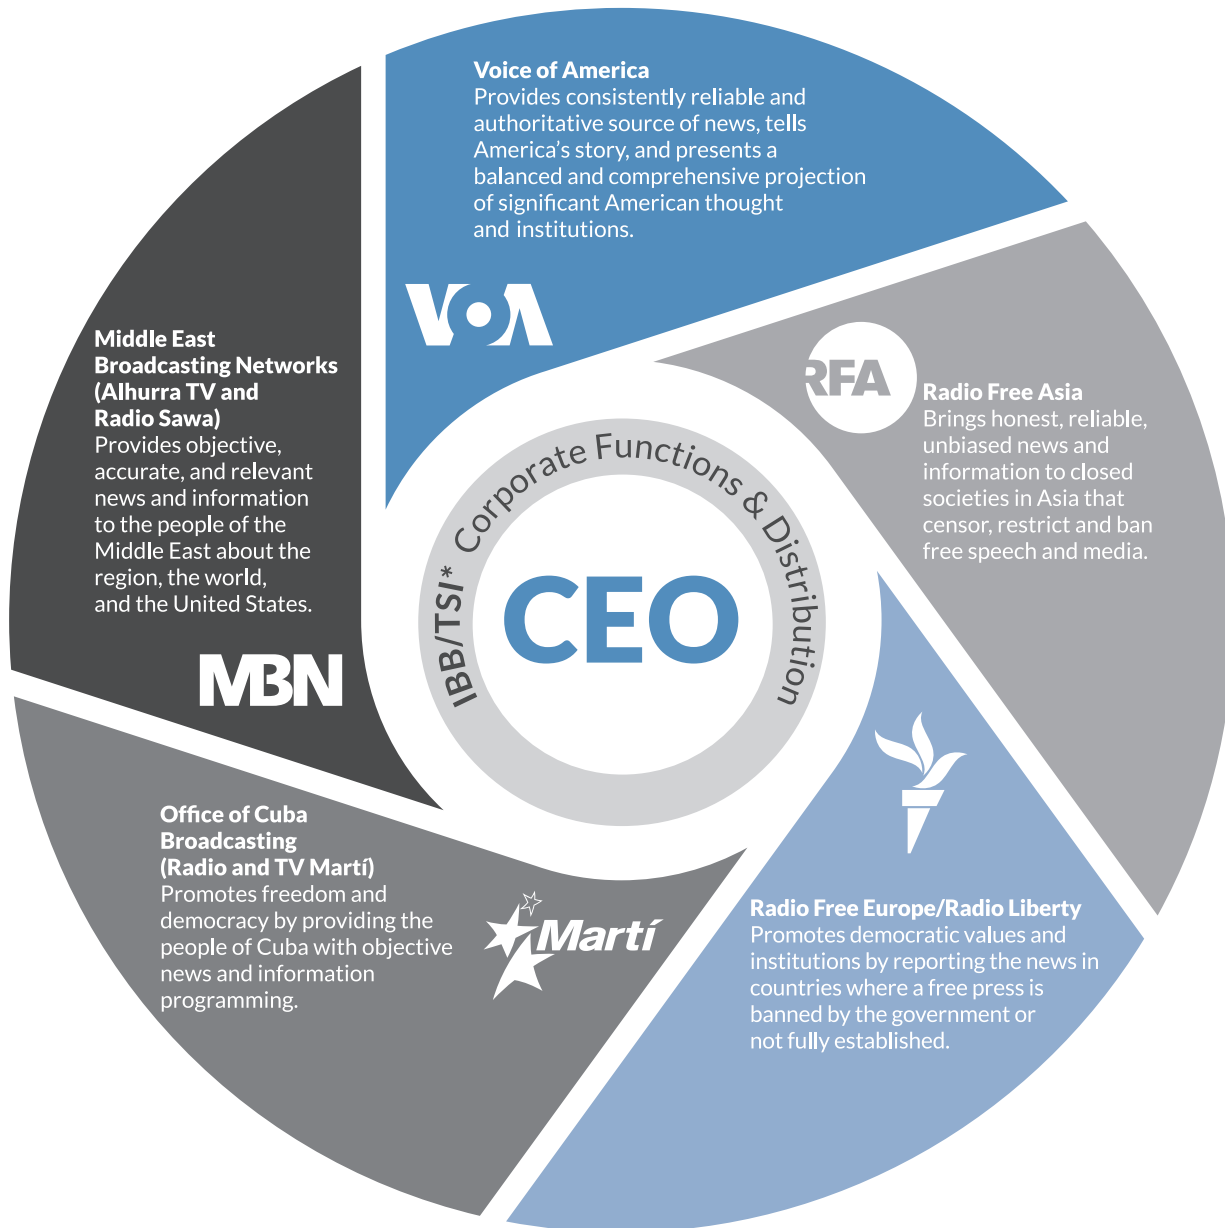 Voice of America
Provides consistently reliable and
authoritative source of news, tells
America’s story, and presents a
balanced and comprehensive projection
of significant American thought
and institutions.
VOA
RFA
Radio Free Asia
Brings honest, reliable,
unbiased news and
information to closed
societies in Asia that
censor, restrict and ban
free speech and media.
Radio Free Europe/Radio Liberty
Promotes democratic values and
institutions by reporting the news in
countries where a free press is
banned by the government or
not fully established.
Office of Cuba
Broadcasting
(Radio and TV Martí)
Promotes freedom and
democracy by providing the
people of Cuba with objective
news and information
programming.
Martí
Middle East
Broadcasting Networks
(Alhurra TV and
Radio Sawa)
Provides objective,
accurate, and relevant
news and information
to the people of the
Middle East about the
region, the world,
and the United States.
MBN
IBB/TSI* Corporate Functions & Distribution
CEO